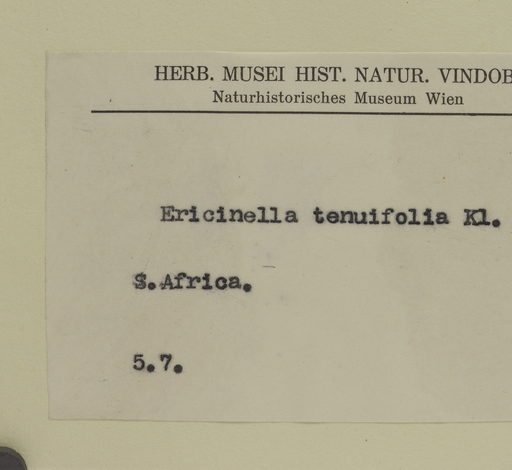 HERB. MUSEI HIST. NATUR. VINDOB
Naturhistorisches Museum Wien
Ericinella tenuifolia Kl.
S.Africa.
5.7.